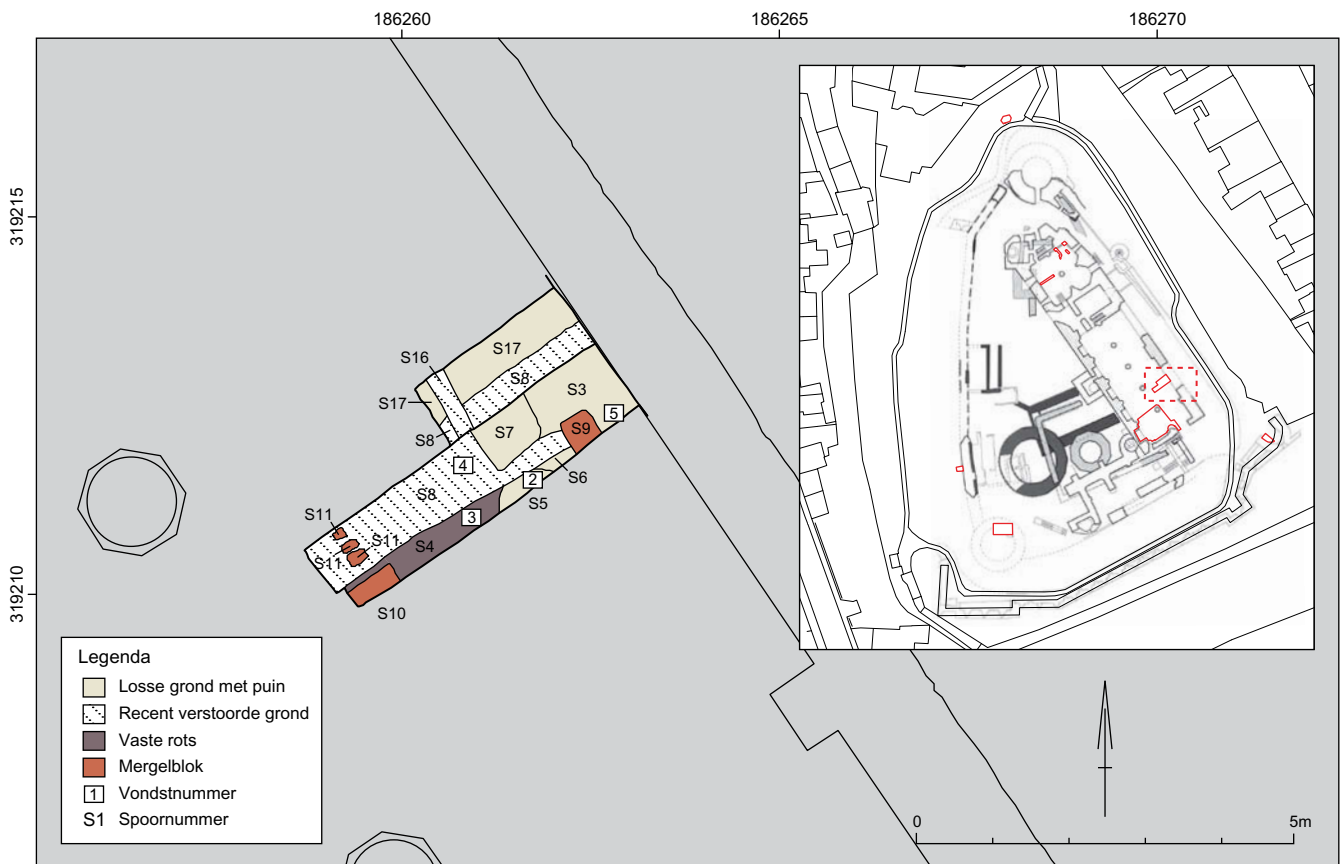 186260
186265
186270
319215
319210
S17
S16
S8
S17
S3
S8
S7
S9
5
4
S6
2
S5
S8
3
S11
S11
S4
S11
S10
Legenda
Losse grond met puin
Recent verstoorde grond
Vaste rots
Mergelblok
1 Vondstnummer
S1 Spoornummer
0
5m